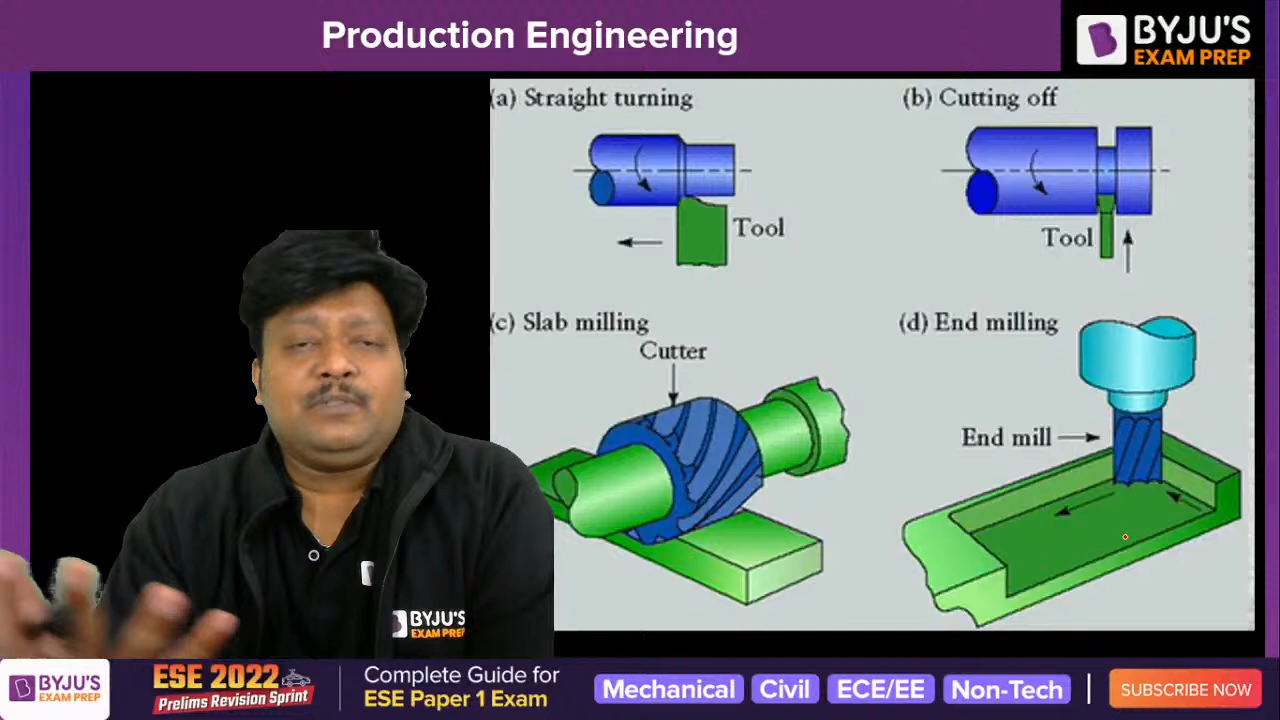 Production Engineering
BYJU'S
EXAM PREP
(a) Straight turning
(b) Cutting off
Tool
Tool
(c) Slab milling
Cutter
(d) End milling
End mill
BYJU'S
EXAM PREP
BYJU'S
EXAM PREP
ESE 2022
Prelims Revision Sprint
Complete Guide for
ESE Paper 1 Exam
Mechanical
Civil
ECE/EE
Non-Tech
SUBSCRIBE NOW